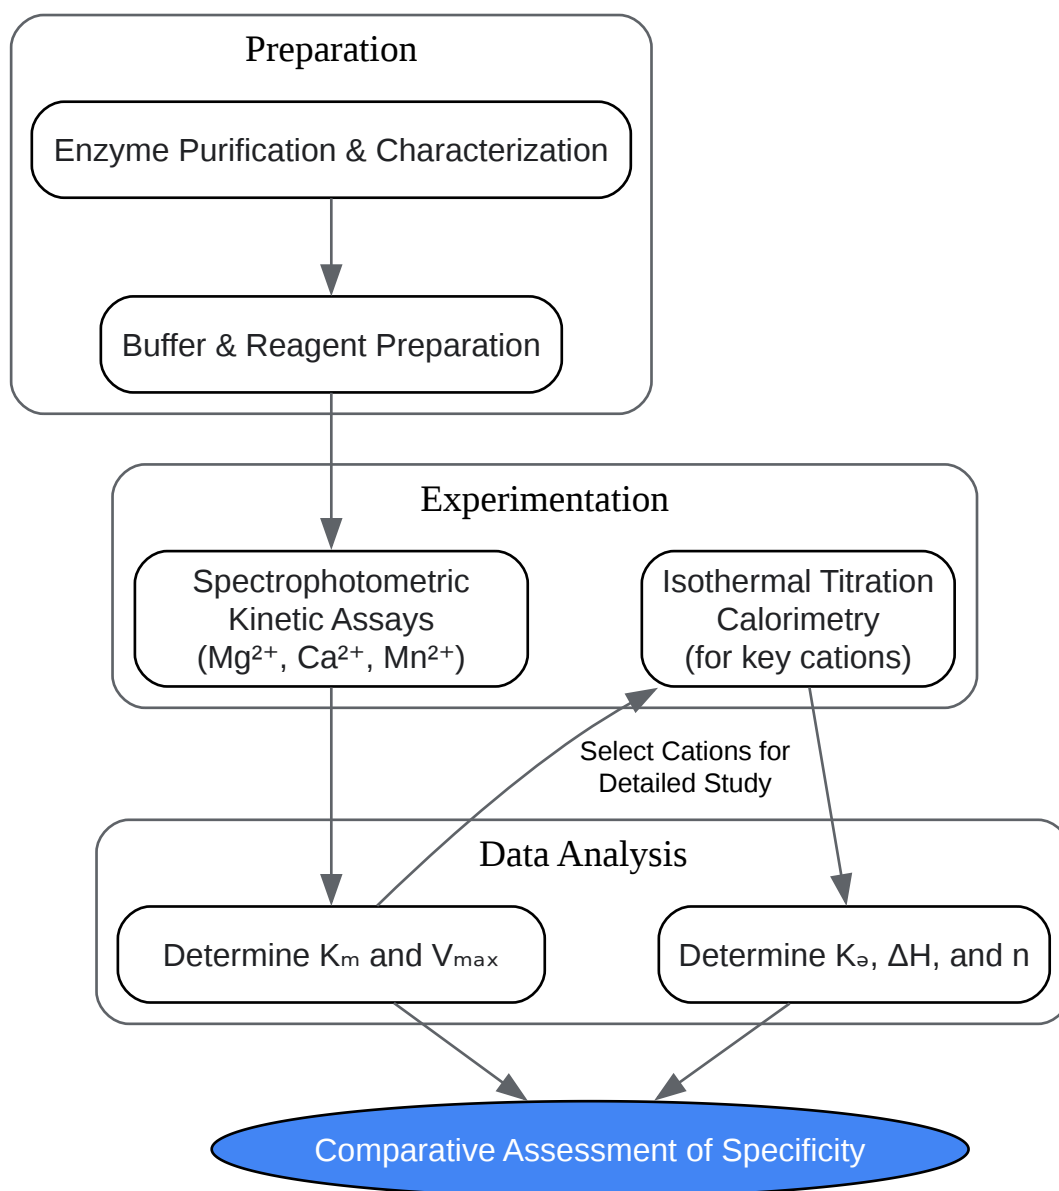 Preparation
Enzyme Purification & Characterization
Buffer & Reagent Preparation
Experimentation
Spectrophotometric
Kinetic Assays
(Mg²⁺, Ca²⁺, Mn²⁺)
Isothermal Titration
Calorimetry
(for key cations)
Select Cations for
Detailed Study
Data Analysis
Determine Kₘ and Vₘₐₓ
Determine Kₔ, ΔH, and n
Comparative Assessment of Specificity